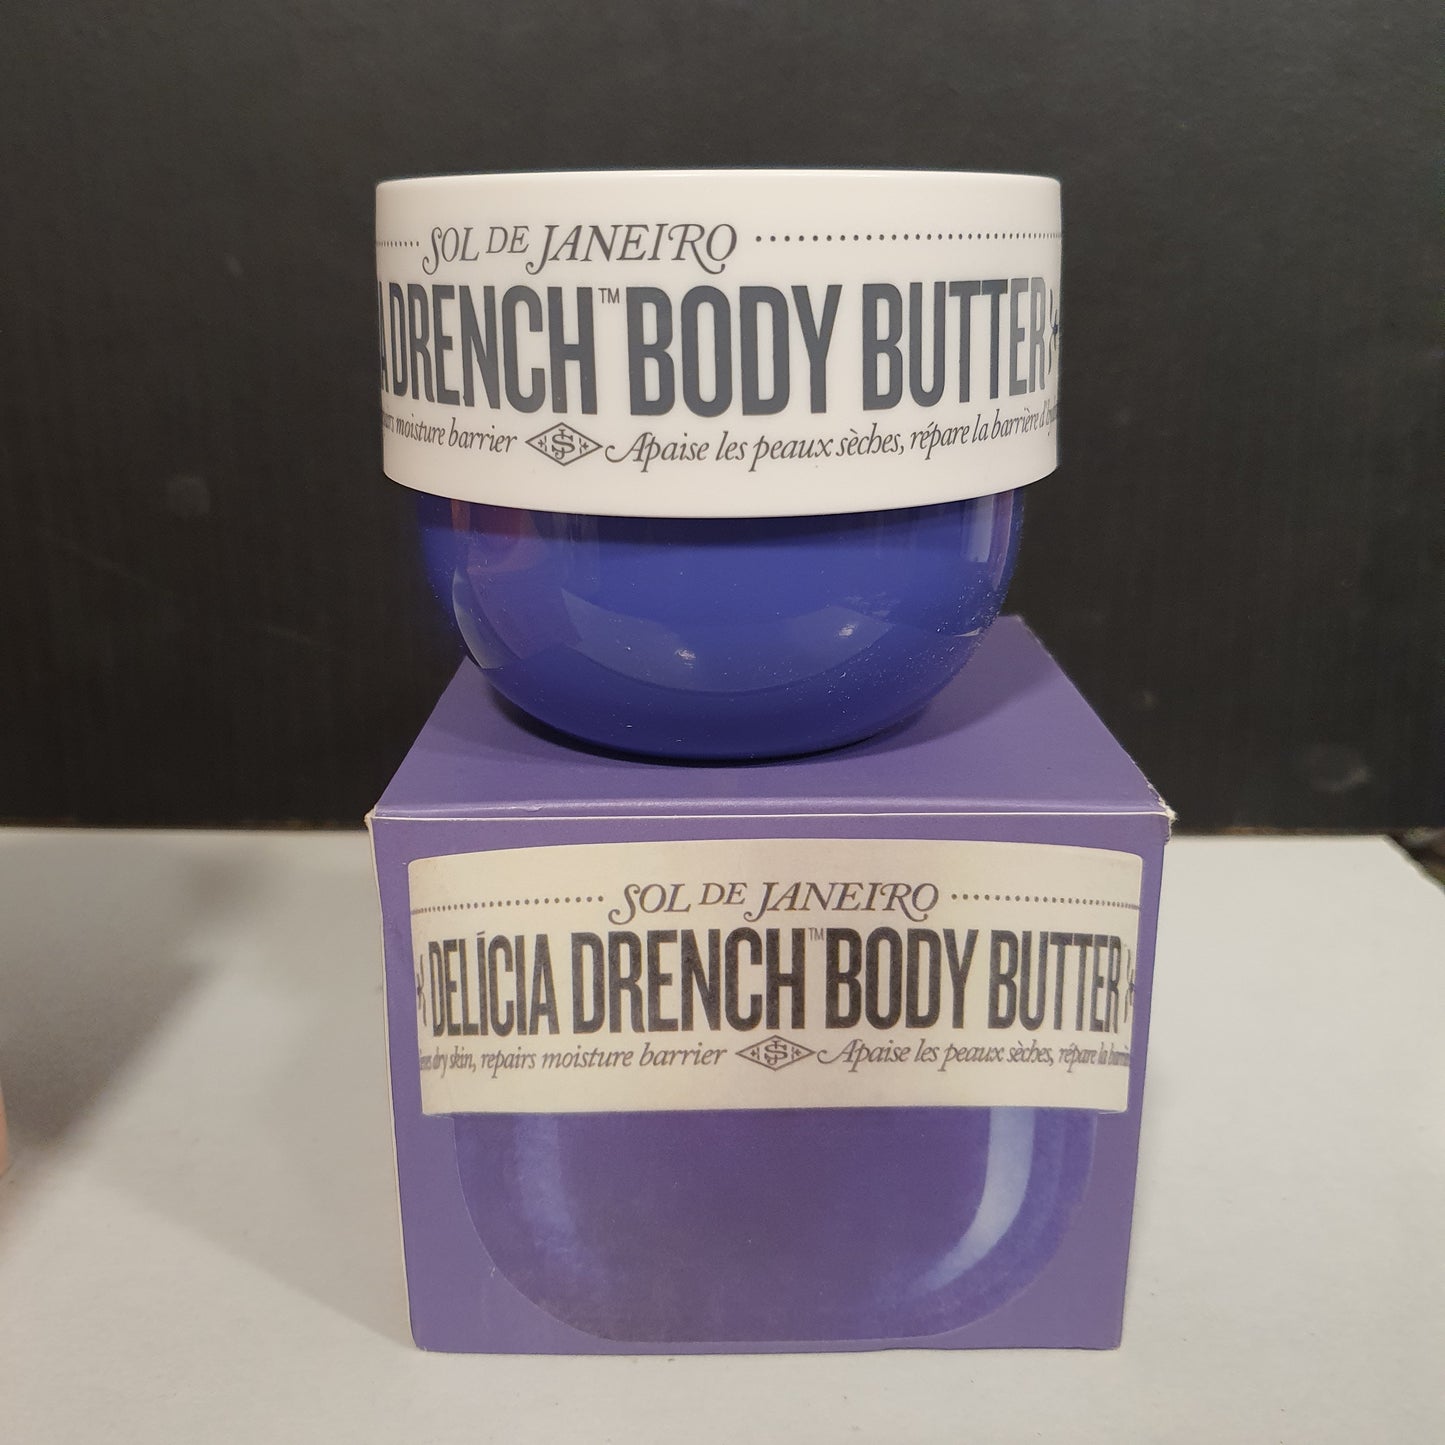 SOL DE JANEIRO
DRENCH™ BODY BUTTER
moisture barrier Apaise les peaux sèches, répare la barrière
SOL DE JANEIRO
DELÍCIA DRENCH™ BODY BUTTER
dry skin, repairs moisture barrier Apaise les peaux sèches, répare la